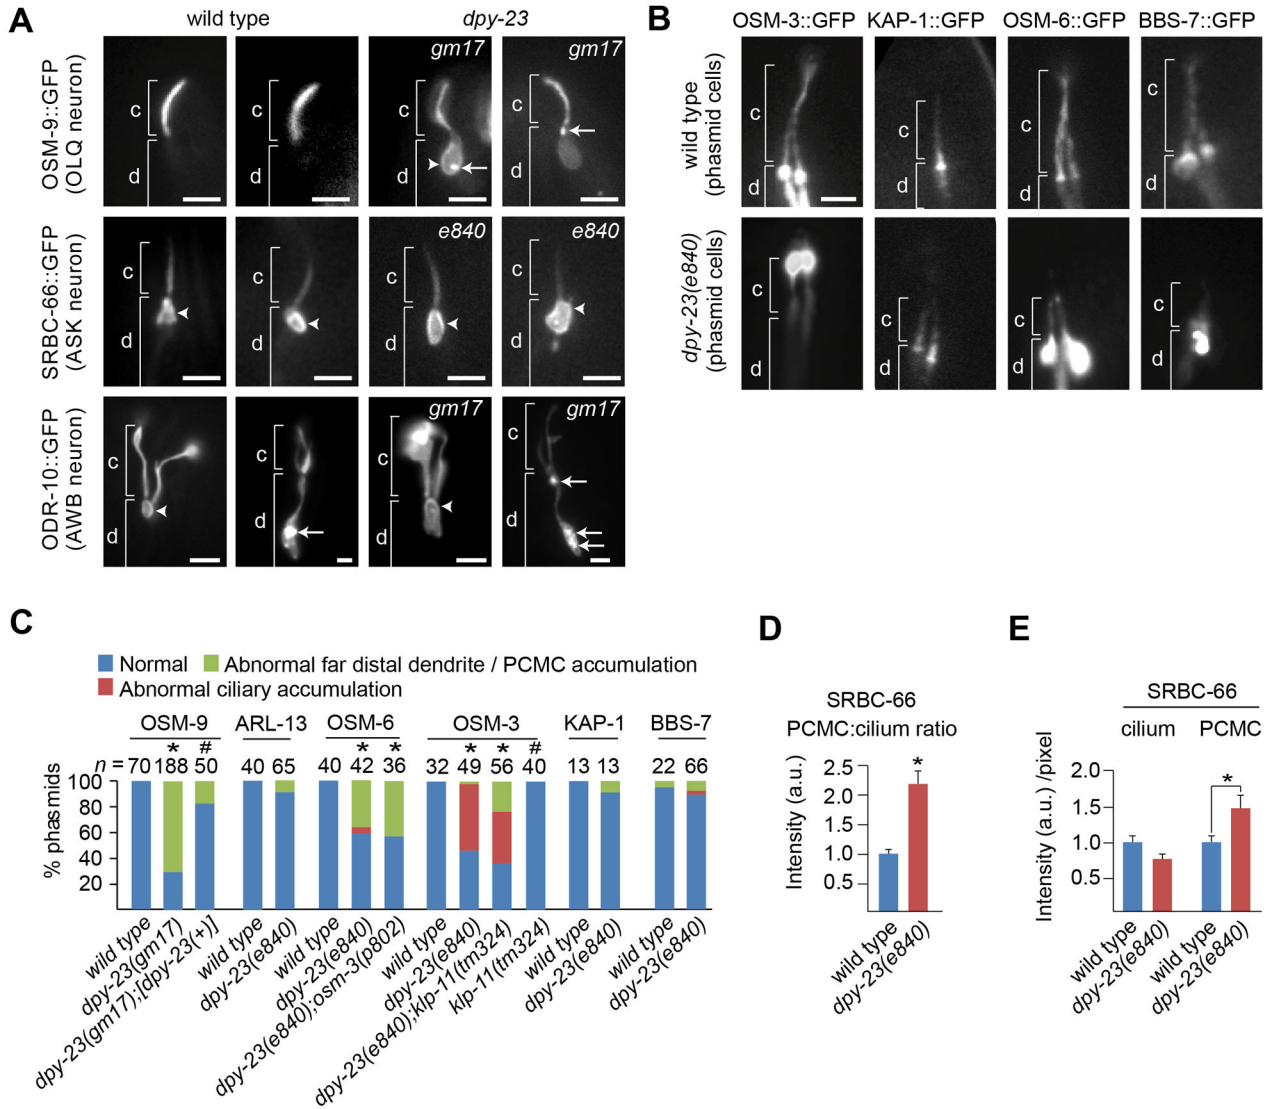 A
wild type
dpy-23
OSM-9::GFP
(OLQ neuron)
c
d
c
d
gm17
c
d
gm17
c
d
SRBC-66::GFP
(ASK neuron)
c
d
c
d
e840
c
d
e840
c
d
ODR-10::GFP
(AWB neuron)
c
d
c
d
gm17
c
d
gm17
c
d
B
OSM-3::GFP
KAP-1::GFP
OSM-6::GFP
BBS-7::GFP
wild type
(phasmid cells)
c
d
c
d
c
d
c
d
dpy-23(e840)
(phasmid cells)
c
d
c
d
c
d
c
d
C
Normal
Abnormal far distal dendrite / PCMC accumulation
Abnormal ciliary accumulation
OSM-9 ARL-13 OSM-6 OSM-3 KAP-1 BBS-7
* # * * * * #
n = 70 188 50 40 65 40 42 36 32 49 56 40 13 13 22 66
% phasmids
100
80
60
40
20
wild type
dpy-23(gm17)
dpy-23(gm17);[dpy-23(+)]
wild type
dpy-23(e840)
wild type
dpy-23(e840)
dpy-23(e840);osm-3(p802)
wild type
dpy-23(e840)
dpy-23(e840);klp-11(tm324)
klp-11(tm324)
wild type
dpy-23(e840)
wild type
dpy-23(e840)
D
SRBC-66
PCMC:cilium ratio
Intensity (a.u.)
2.5
2.0
1.5
1.0
0.5
*
wild type
dpy-23(e840)
E
SRBC-66
cilium PCMC
Intensity (a.u.) /pixel
2.0
1.5
1.0
0.5
*
wild type
dpy-23(e840)
wild type
dpy-23(e840)